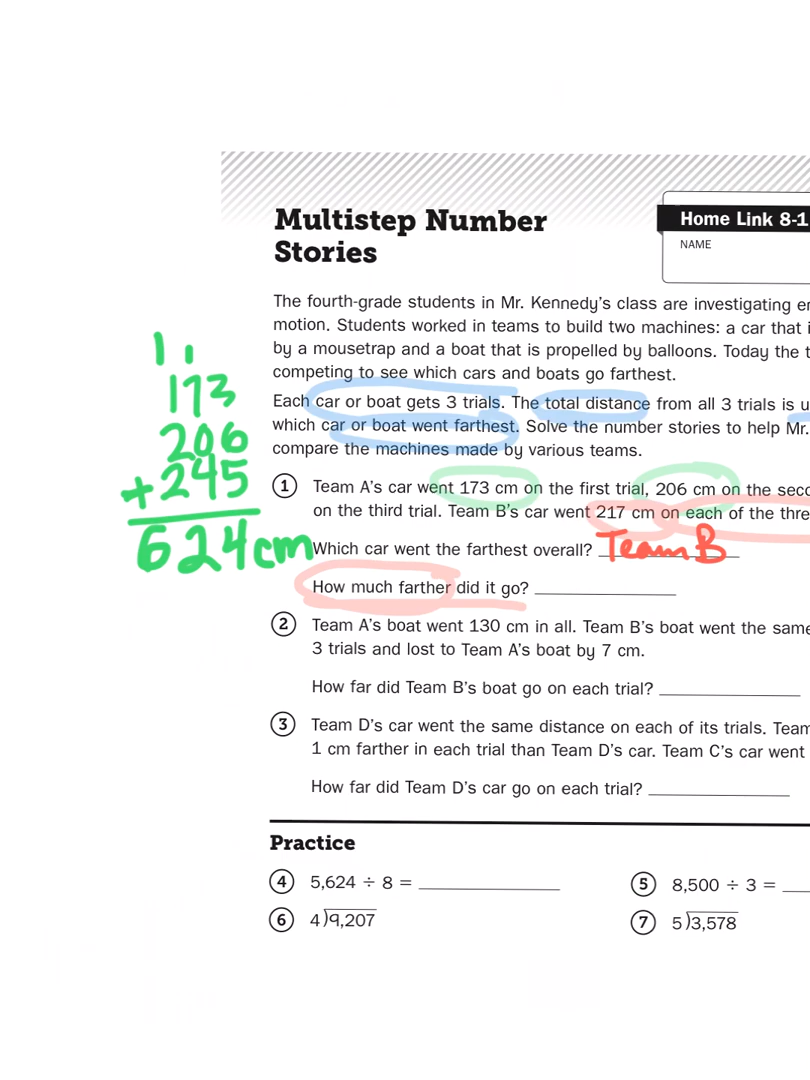 Multistep Number
Stories
Home Link 8-1
NAME
The fourth-grade students in Mr. Kennedy's class are investigating
motion. Students worked in teams to build two machines: a car that
by a mousetrap and a boat that is propelled by balloons. Today the
competing to see which cars and boats go farthest.
Each car or boat gets 3 trials. The total distance from all 3 trials is
which car or boat went farthest. Solve the number stories to help Mr.
compare the machines made by various teams.
1 1
173
206
+ 245
624 cm
1 Team A's car went 173 cm on the first trial, 206 cm on the
on the third trial. Team B's car went 217 cm on each of the
Which car went the farthest overall? Team B
How much farther did it go?
2 Team A's boat went 130 cm in all. Team B's boat went the
3 trials and lost to Team A's boat by 7 cm.
How far did Team B's boat go on each trial?
3 Team D's car went the same distance on each of its trials.
1 cm farther in each trial than Team D's car. Team C's car went
How far did Team D's car go on each trial?
Practice
4 5,624 ÷ 8 =
5 8,500 ÷ 3 =
6 4)9,207
7 5)3,578